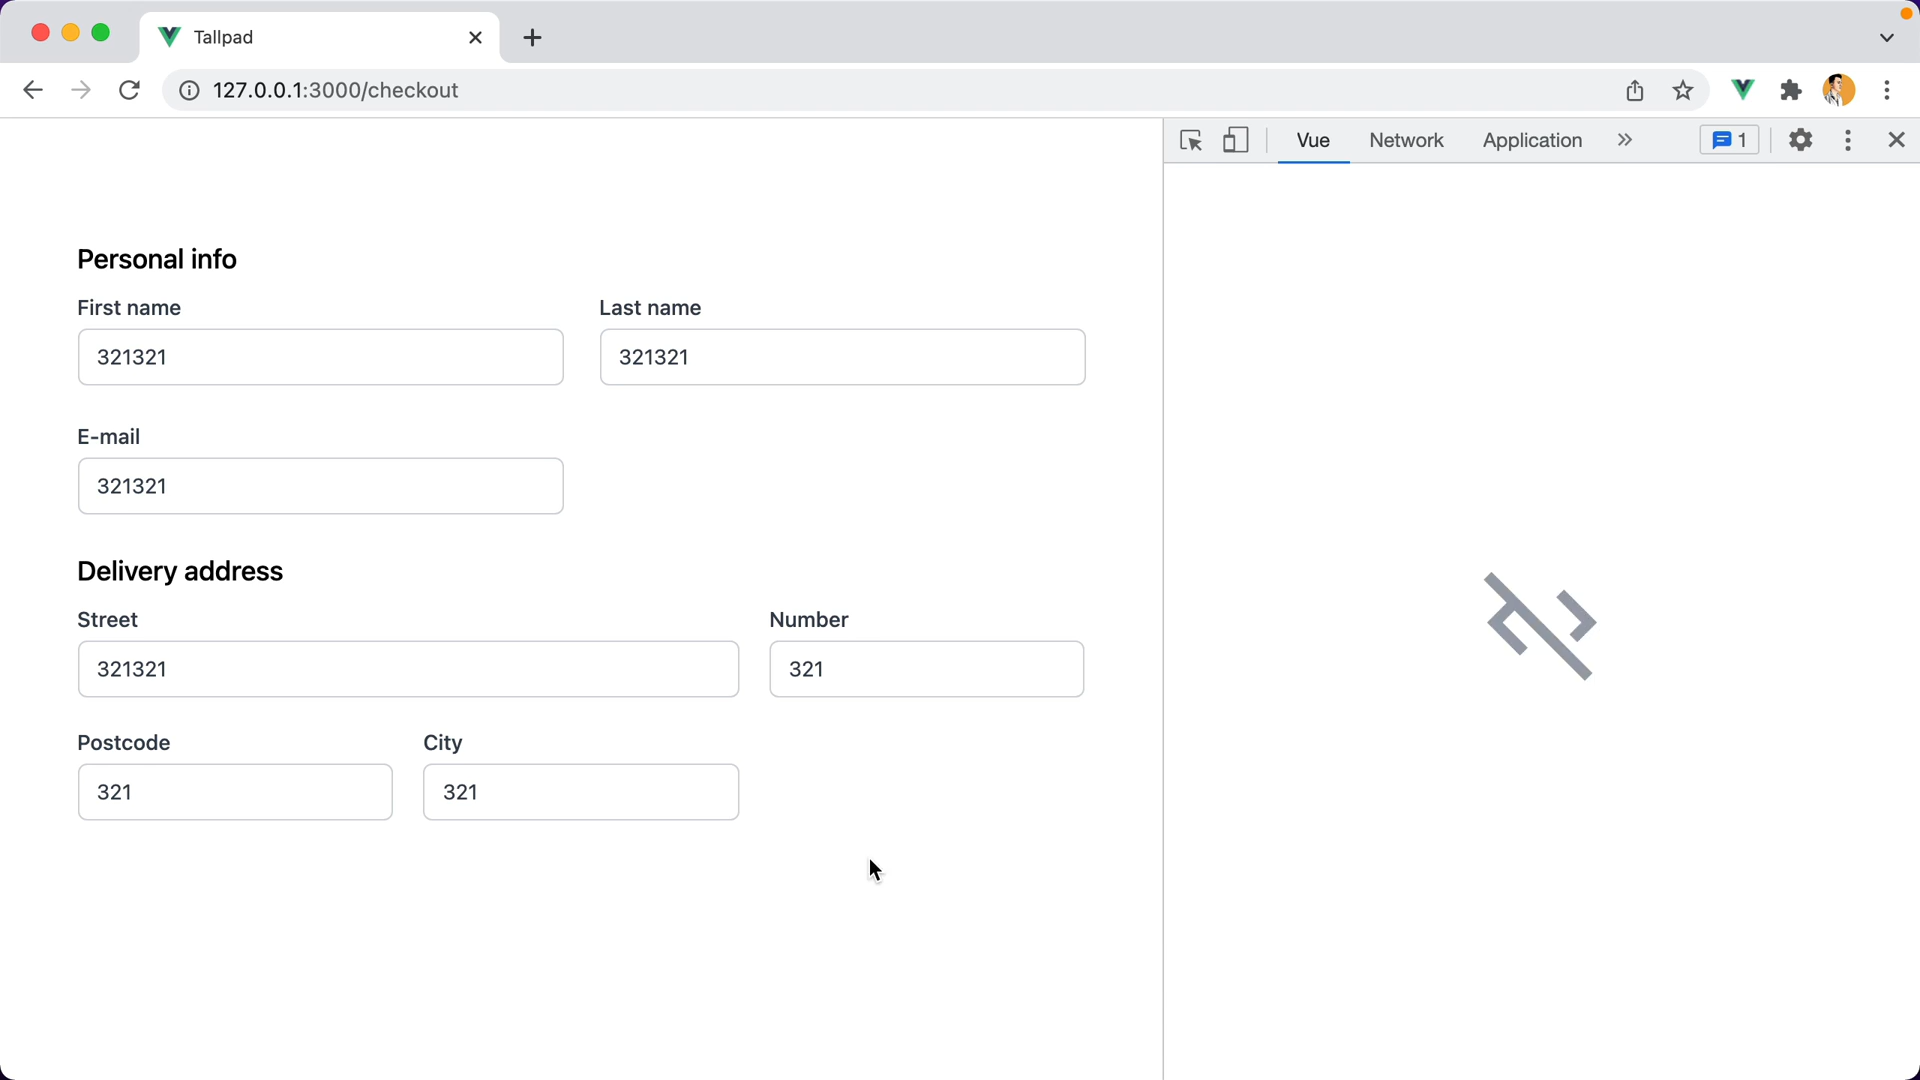 Tallpad
127.0.0.1:3000/checkout
Vue Network Application 1
Personal info
First name Last name
321321 321321
E-mail
321321
Delivery address
Street Number
321321 321
Postcode City
321 321